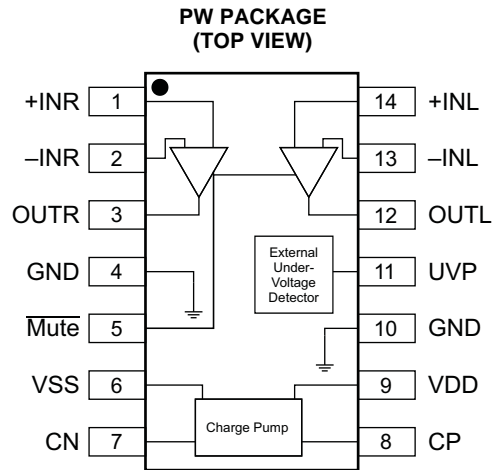 PW PACKAGE
(TOP VIEW)
+INR 1 14 +INL
–INR 2 13 –INL
OUTR 3 12 OUTL
GND 4 11 UVP
External
Under-
Voltage
Detector
Mute 5 10 GND
VSS 6 9 VDD
CN 7 8 CP
Charge Pump